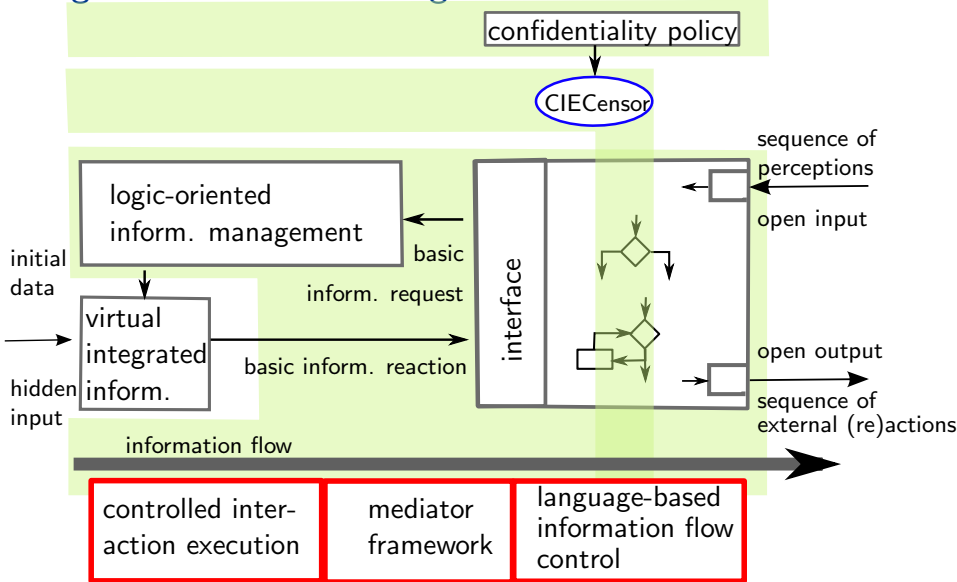 confidentiality policy
CIECensor
sequence of
perceptions
open input
logic-oriented
inform. management
basic
inform. request
initial
data
virtual
integrated
inform.
hidden
input
basic inform. reaction
interface
open output
sequence of
external (re)actions
information flow
controlled inter-
action execution
mediator
framework
language-based
information flow
control